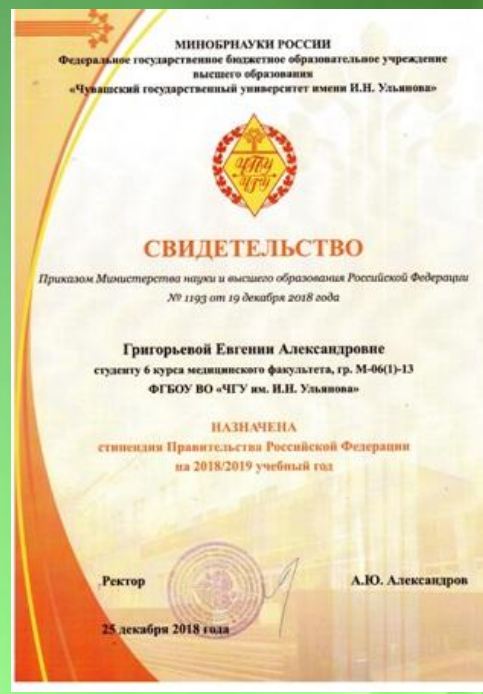 МИНОБРНАУКИ РОССИИ
Федеральное государственное бюджетное образовательное учреждение
высшего образования
«Чувашский государственный университет имени И.Н. Ульянова»
ЧГУ
СВИДЕТЕЛЬСТВО
Приказом Министерства науки и высшего образования Российской Федерации
№ 1193 от 19 декабря 2018 года
Григорьевой Евгении Александровне
студенту 6 курса медицинского факультета, гр. М-06(1)-13
ФГБОУ ВО «ЧГУ им. И.Н. Ульянова»
НАЗНАЧЕНА
стипендия Правительства Российской Федерации
на 2018/2019 учебный год
Ректор
А.Ю. Александров
25 декабря 2018 года